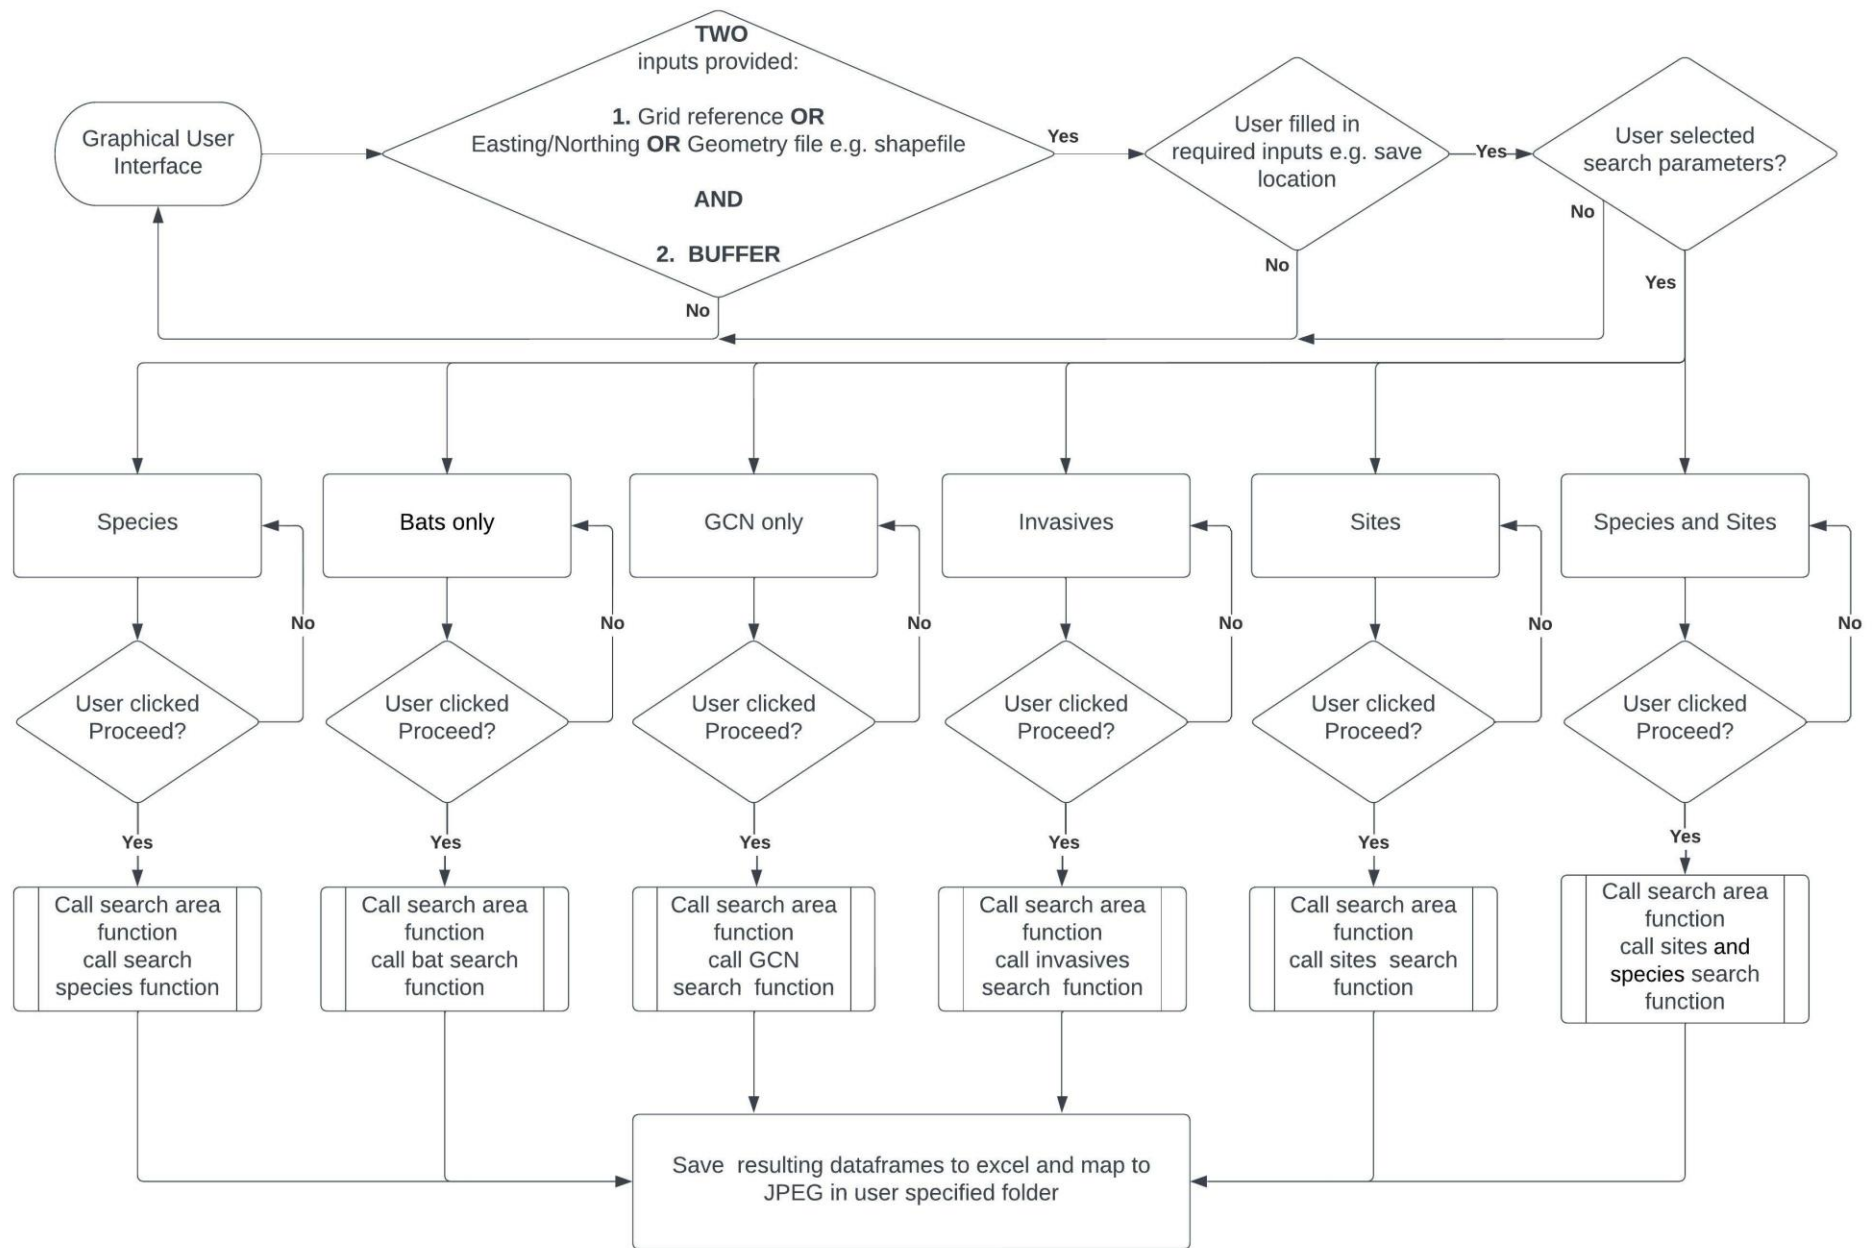 TWO
inputs provided:
1. Grid reference OR
Easting/Northing OR Geometry file e.g. shapefile
AND
2. BUFFER
Graphical User
Interface
Yes
User filled in
required inputs e.g. save
location
Yes
User selected
search parameters?
No
No
No
Yes
Species
Bats only
GCN only
Invasives
Sites
Species and Sites
No
No
No
No
No
No
User clicked
Proceed?
User clicked
Proceed?
User clicked
Proceed?
User clicked
Proceed?
User clicked
Proceed?
User clicked
Proceed?
Yes
Yes
Yes
Yes
Yes
Yes
Call search area
function
call search
species function
Call search area
function
call bat search
function
Call search area
function
call GCN
search function
Call search area
function
call invasives
search function
Call search area
function
call sites search
function
Call search area
function
call sites and
species search
function
Save resulting dataframes to excel and map to
JPEG in user specified folder